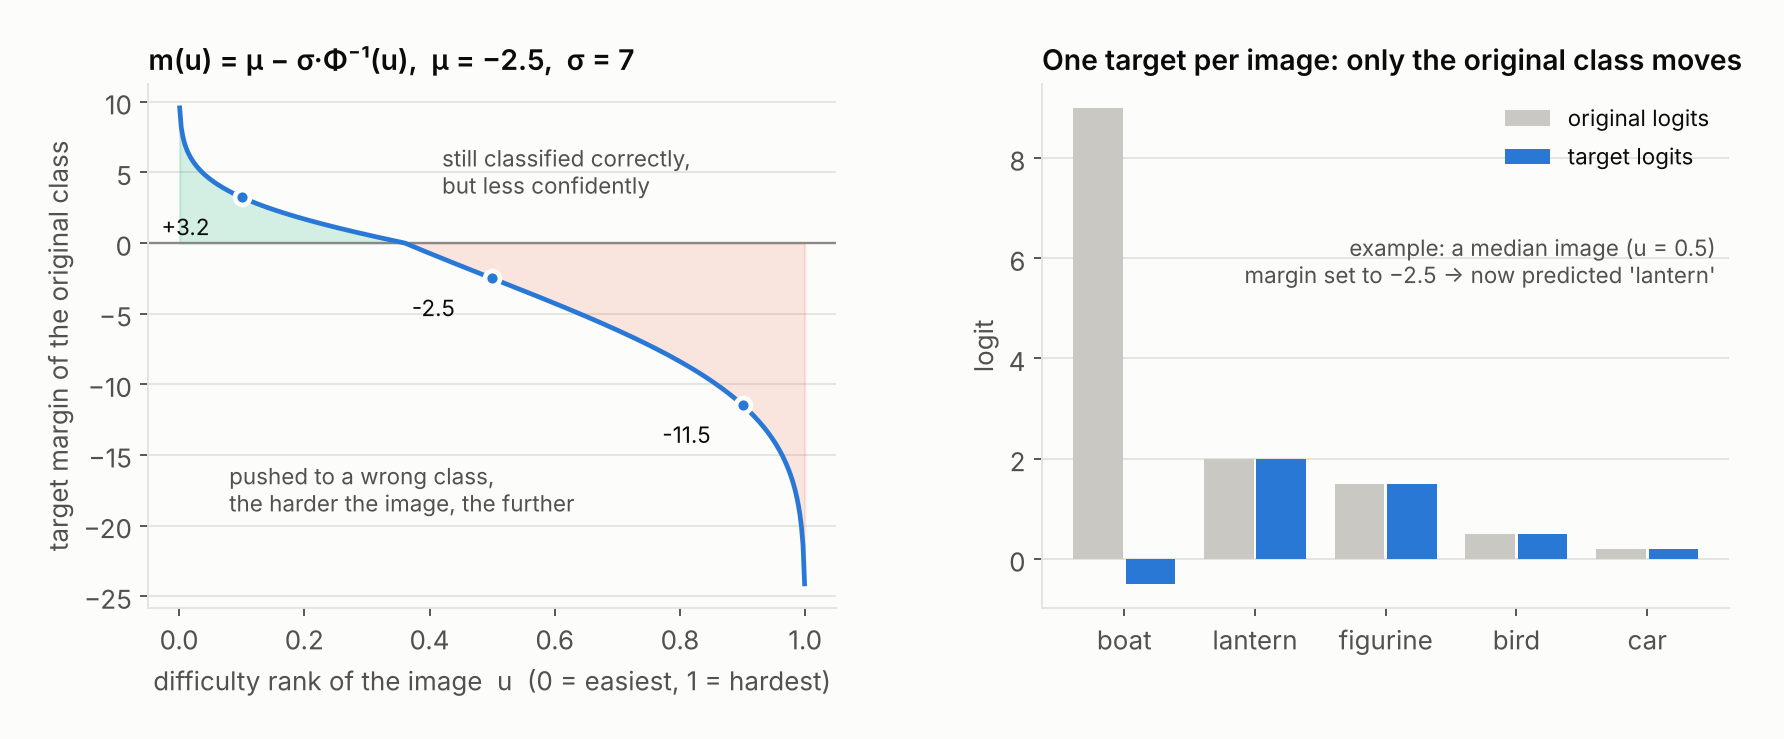 m(u) = μ − σ·Φ⁻¹(u),  μ = −2.5,  σ = 7
target margin of the original class
10
5
0
−5
−10
−15
−20
−25
still classified correctly,
but less confidently
+3.2
-2.5
-11.5
pushed to a wrong class,
the harder the image, the further
0.0
0.2
0.4
0.6
0.8
1.0
difficulty rank of the image  u  (0 = easiest, 1 = hardest)
One target per image: only the original class moves
logit
8
6
4
2
0
original logits
target logits
example: a median image (u = 0.5)
margin set to −2.5 → now predicted 'lantern'
boat
lantern
figurine
bird
car